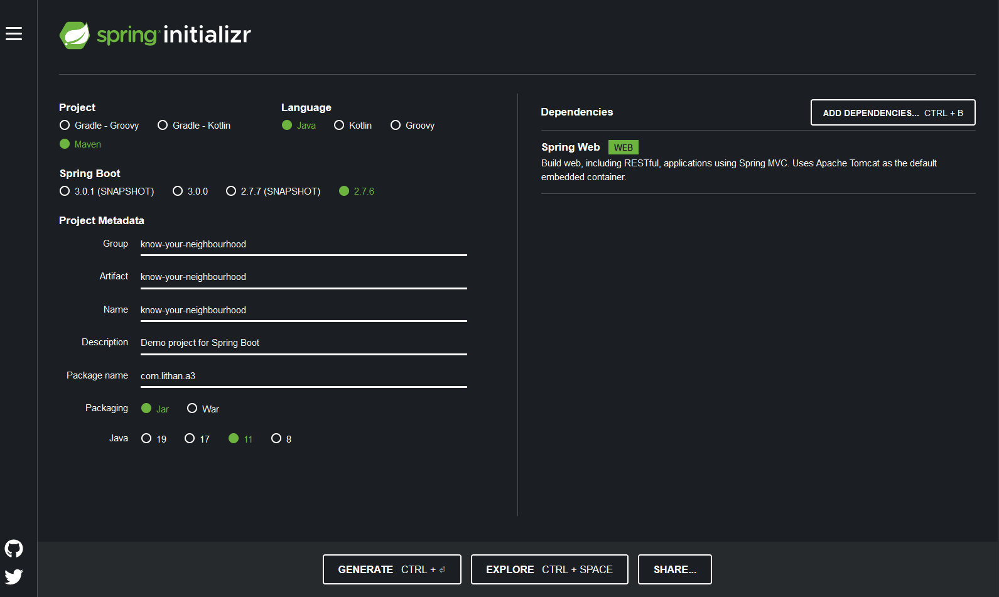 spring initializr
Project
Gradle - Groovy Gradle - Kotlin
Maven
Language
Java Kotlin Groovy
Spring Boot
3.0.1 (SNAPSHOT) 3.0.0 2.7.7 (SNAPSHOT) 2.7.6
Project Metadata
Group know-your-neighbourhood
Artifact know-your-neighbourhood
Name know-your-neighbourhood
Description Demo project for Spring Boot
Package name com.lithan.a3
Packaging Jar War
Java 19 17 11 8
Dependencies
ADD DEPENDENCIES... CTRL + B
Spring Web WEB
Build web, including RESTful, applications using Spring MVC. Uses Apache Tomcat as the default
embedded container.
GENERATE CTRL + ⏎
EXPLORE CTRL + SPACE
SHARE...